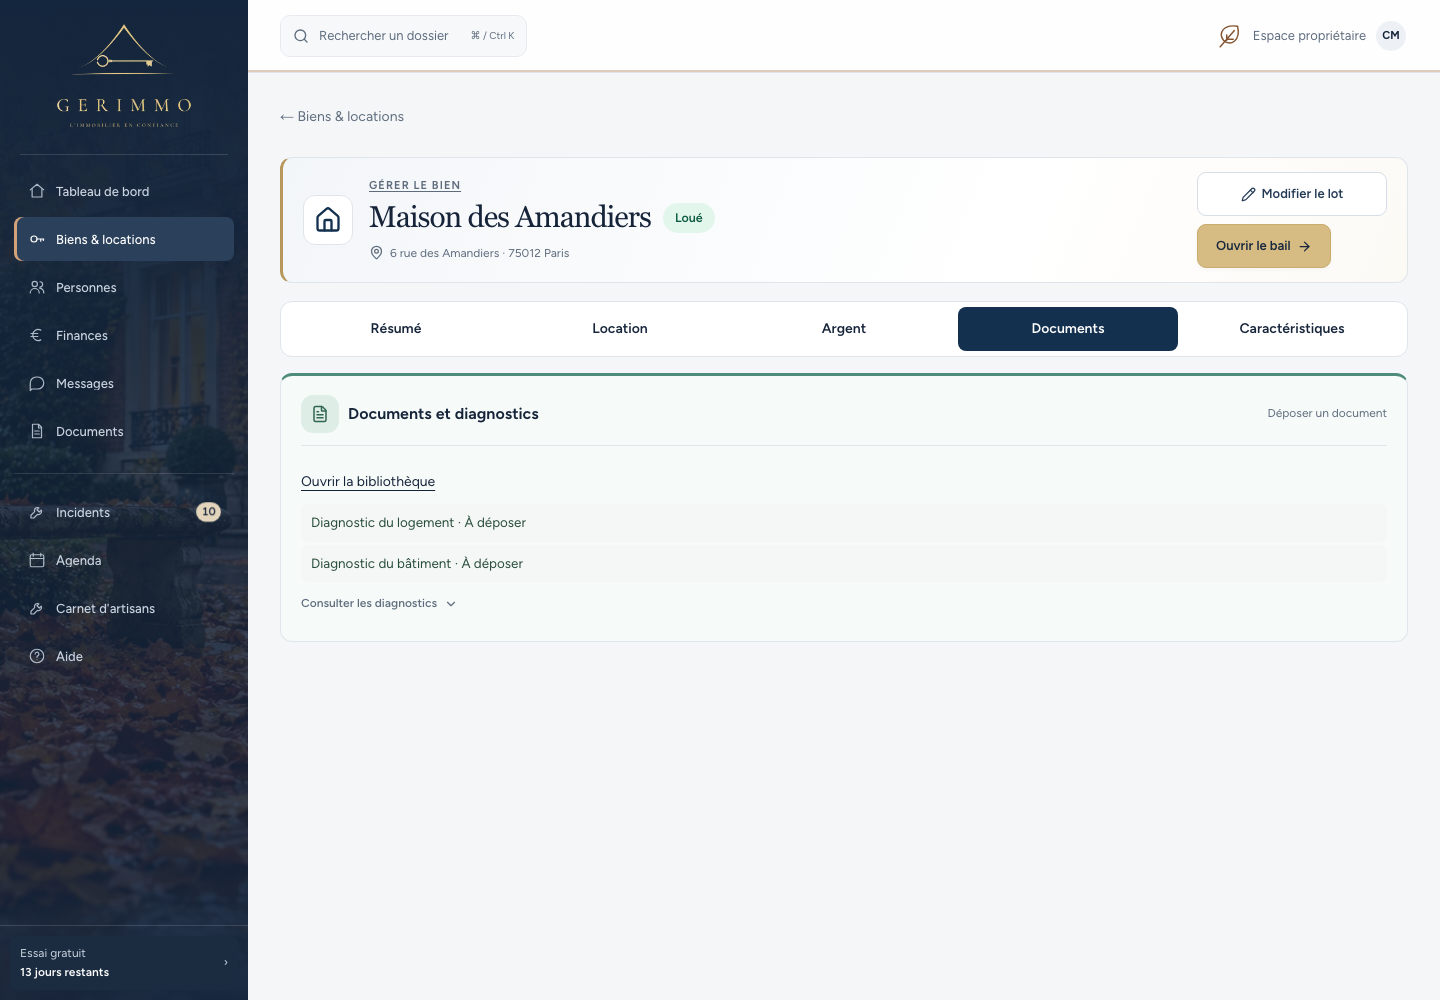 GERIMMO
L'IMMOBILIER EN CONFIANCE
Tableau de bord
Biens & locations
Personnes
Finances
Messages
Documents
Incidents 10
Agenda
Carnet d'artisans
Aide
Essai gratuit
13 jours restants
Rechercher un dossier ⌘ / Ctrl K
Espace propriétaire CM
← Biens & locations
GÉRER LE BIEN
Maison des Amandiers Loué
6 rue des Amandiers · 75012 Paris
Modifier le lot
Ouvrir le bail →
Résumé Location Argent Documents Caractéristiques
Documents et diagnostics Déposer un document
Ouvrir la bibliothèque
Diagnostic du logement · À déposer
Diagnostic du bâtiment · À déposer
Consulter les diagnostics